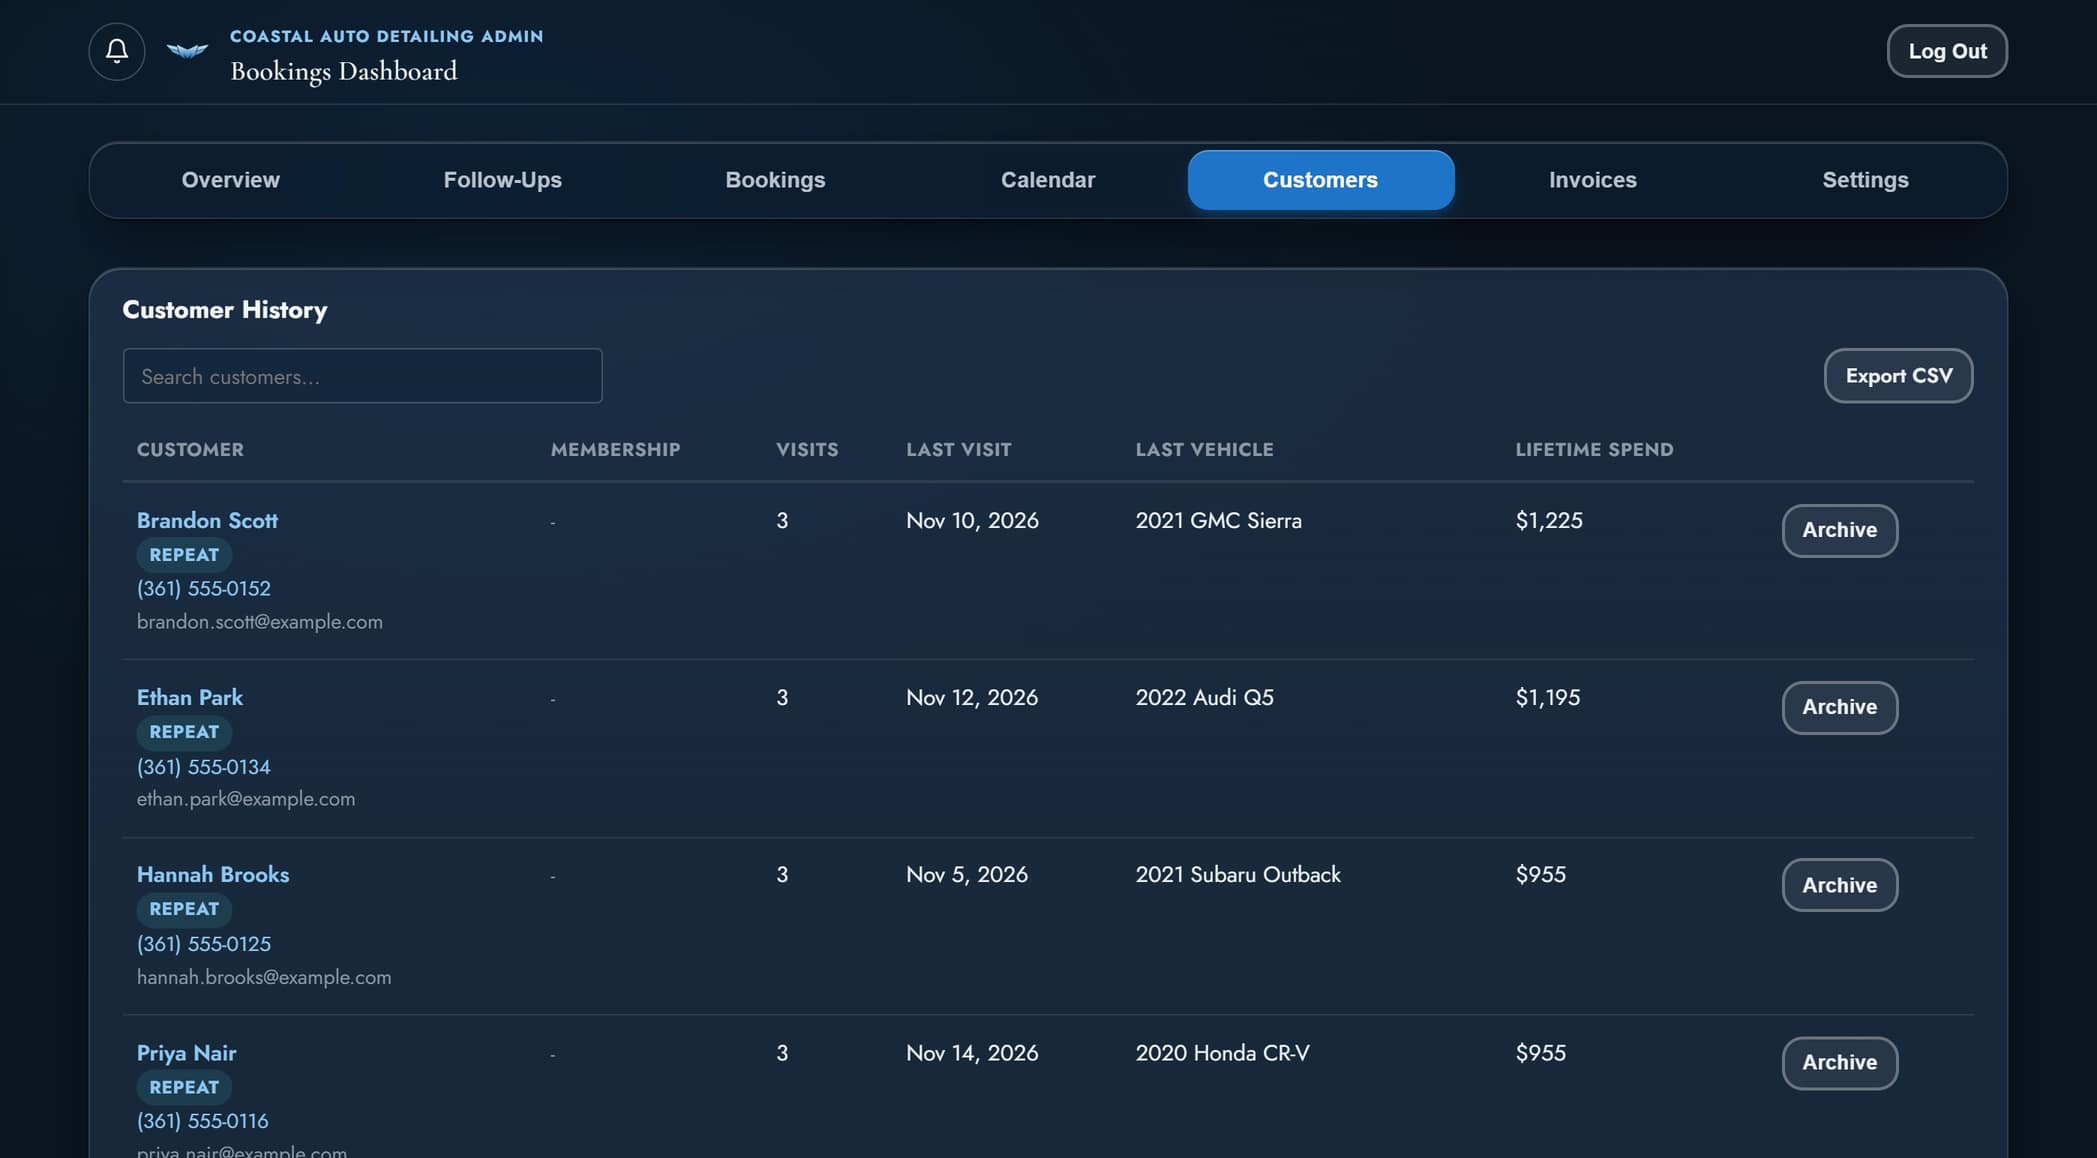 COASTAL AUTO DETAILING ADMIN
Bookings Dashboard
Log Out
Overview Follow-Ups Bookings Calendar Customers Invoices Settings
Customer History
Search customers...
Export CSV
CUSTOMER MEMBERSHIP VISITS LAST VISIT LAST VEHICLE LIFETIME SPEND
Brandon Scott - 3 Nov 10, 2026 2021 GMC Sierra $1,225 Archive
REPEAT
(361) 555-0152
brandon.scott@example.com
Ethan Park - 3 Nov 12, 2026 2022 Audi Q5 $1,195 Archive
REPEAT
(361) 555-0134
ethan.park@example.com
Hannah Brooks - 3 Nov 5, 2026 2021 Subaru Outback $955 Archive
REPEAT
(361) 555-0125
hannah.brooks@example.com
Priya Nair - 3 Nov 14, 2026 2020 Honda CR-V $955 Archive
REPEAT
(361) 555-0116
priya.nair@example.com